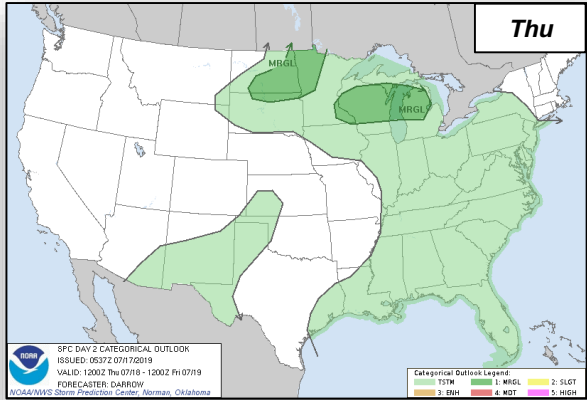 Thu
MRGL
MRGL
SPC DAY 2 CATEGORICAL OUTLOOK
ISSUED: 0537Z 07/17/2019
VALID: 1200Z Thu 07/18 - 1200Z Fri 07/19
FORECASTER: DARROW
NOAA/NWS Storm Prediction Center, Norman, Oklahoma
NOAA
Categorical Outlook Legend:
TSTM 1: MRGL 2: SLGT
3: ENH 4: MDT 5: HIGH